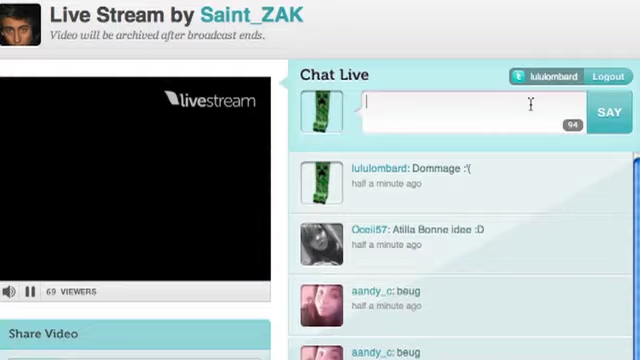 Live Stream by Saint_ZAK
Video will be archived after broadcast ends.
livestream
69 VIEWERS
Share Video
Chat Live
t lululombard Logout
SAY
94
lululombard: Dommage :'(
half a minute ago
Oceii57: Atilla Bonne idee :D
half a minute ago
aandy_c: beug
half a minute ago
aandy_c: beug